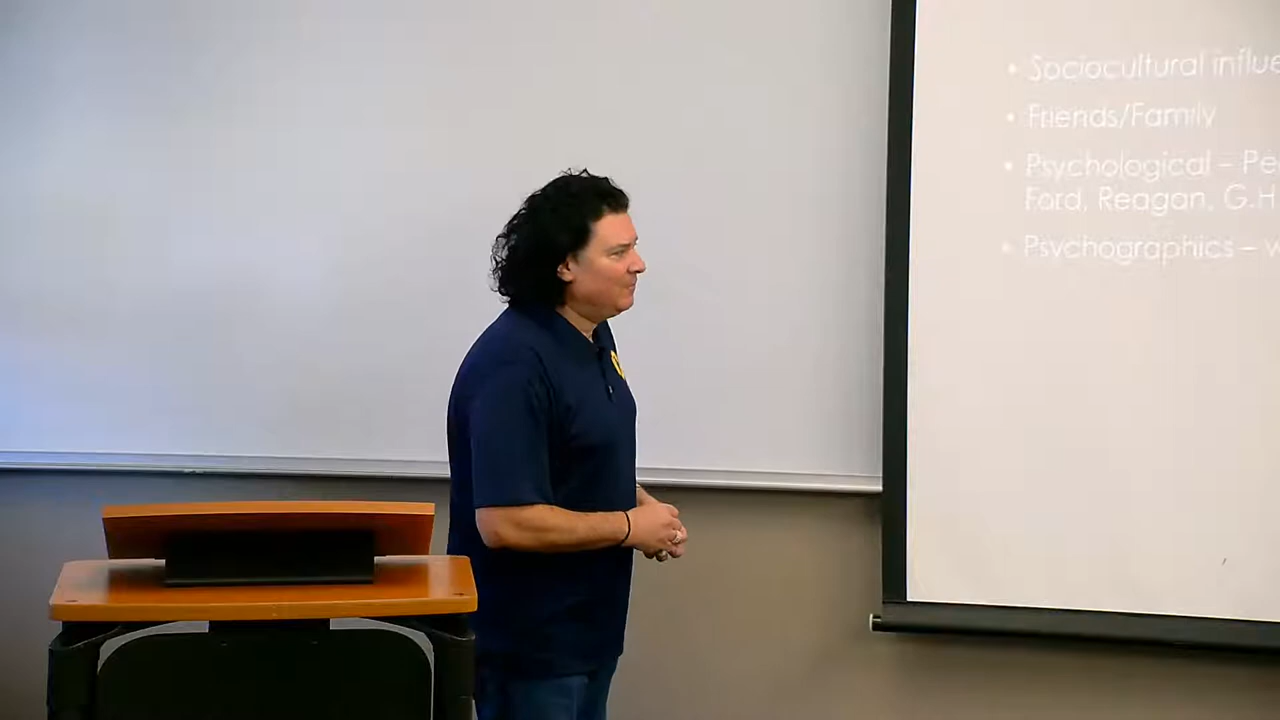 • Sociocultural influe
• Friends/Family
• Psychological – Pe
Ford, Reagan, G.H
• Psychographics – w